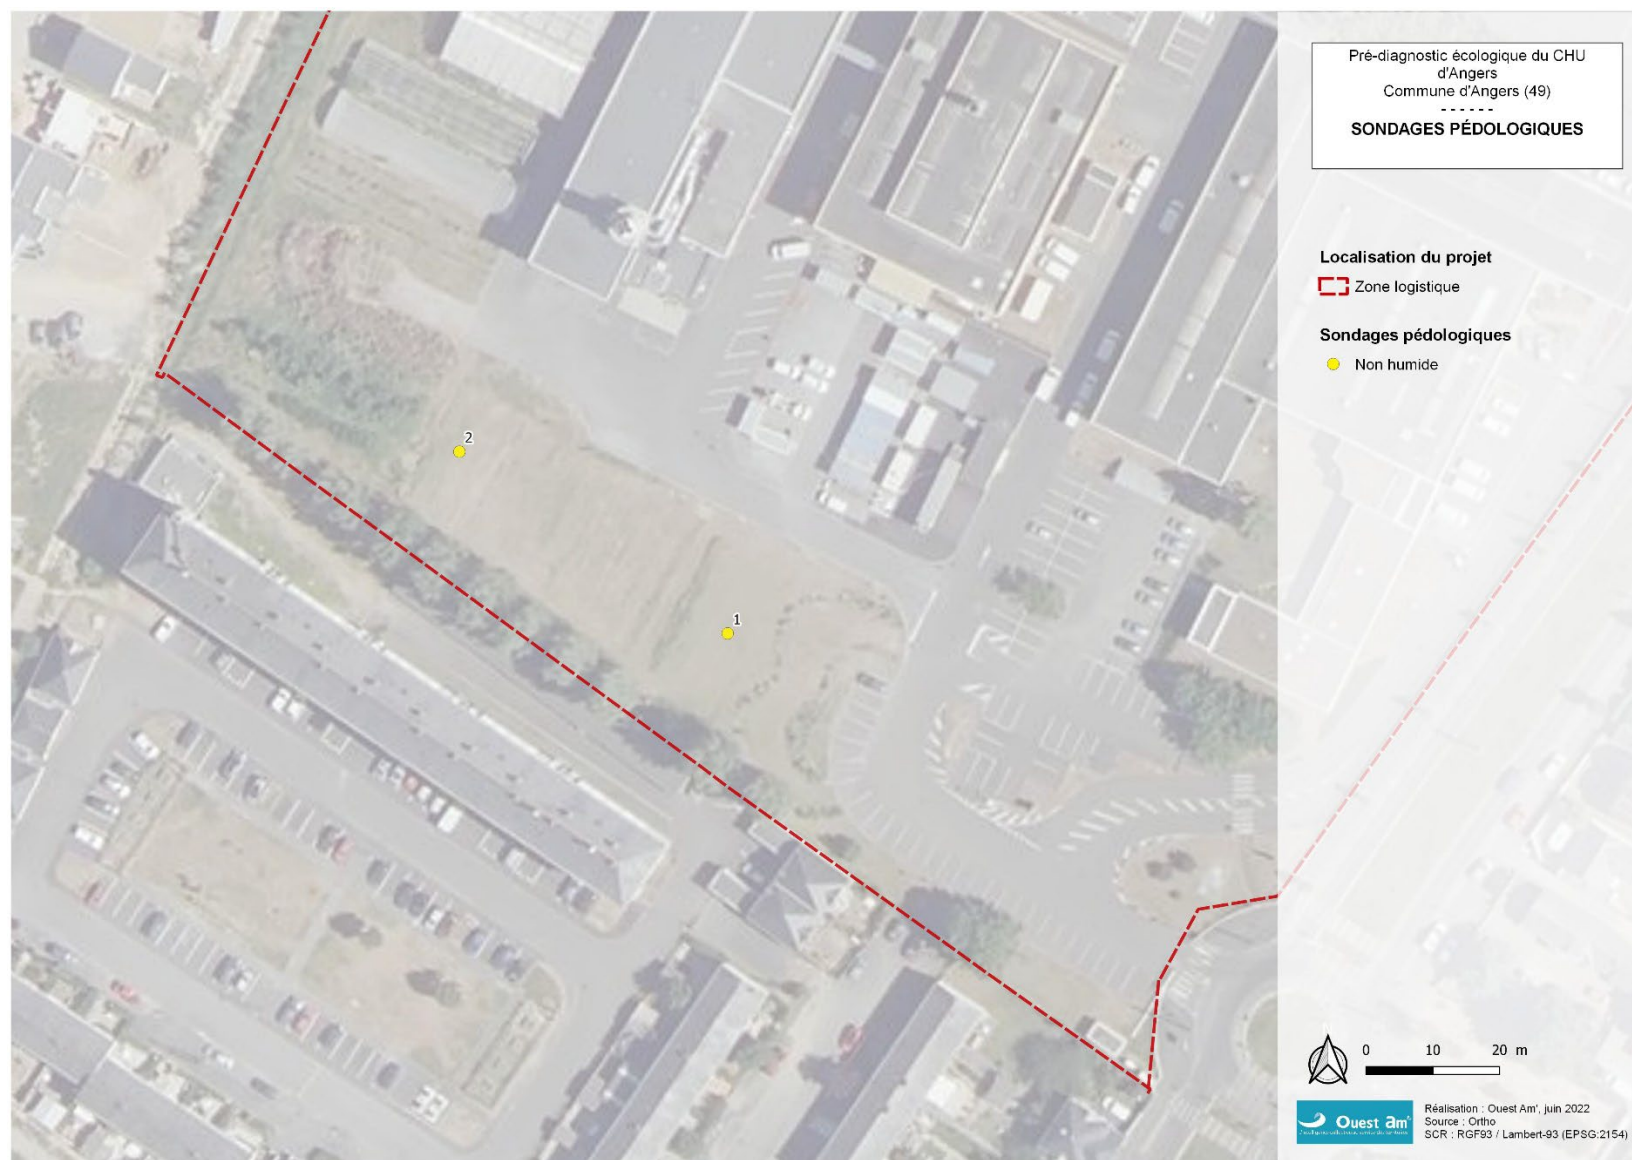 Pré-diagnostic écologique du CHU
d'Angers
Commune d'Angers (49)
- - - - - -
SONDAGES PÉDOLOGIQUES
Localisation du projet
Zone logistique
Sondages pédologiques
Non humide
2
1
0 10 20 m
Ouest am'
Réalisation : Ouest Am', juin 2022
Source : Ortho
SCR : RGF93 / Lambert-93 (EPSG:2154)